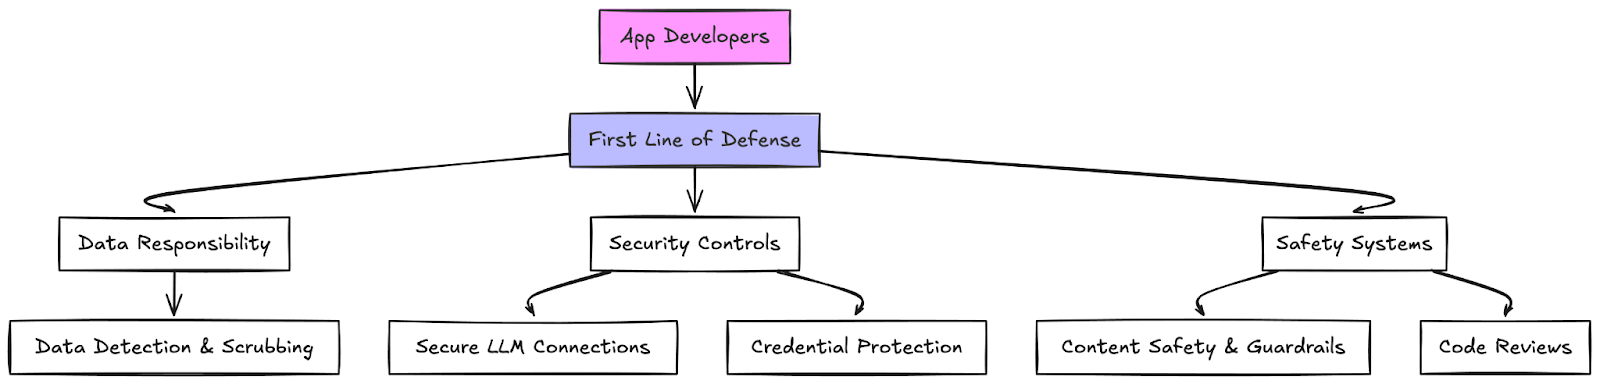 App Developers
First Line of Defense
Data Responsibility
Security Controls
Safety Systems
Data Detection & Scrubbing
Secure LLM Connections
Credential Protection
Content Safety & Guardrails
Code Reviews